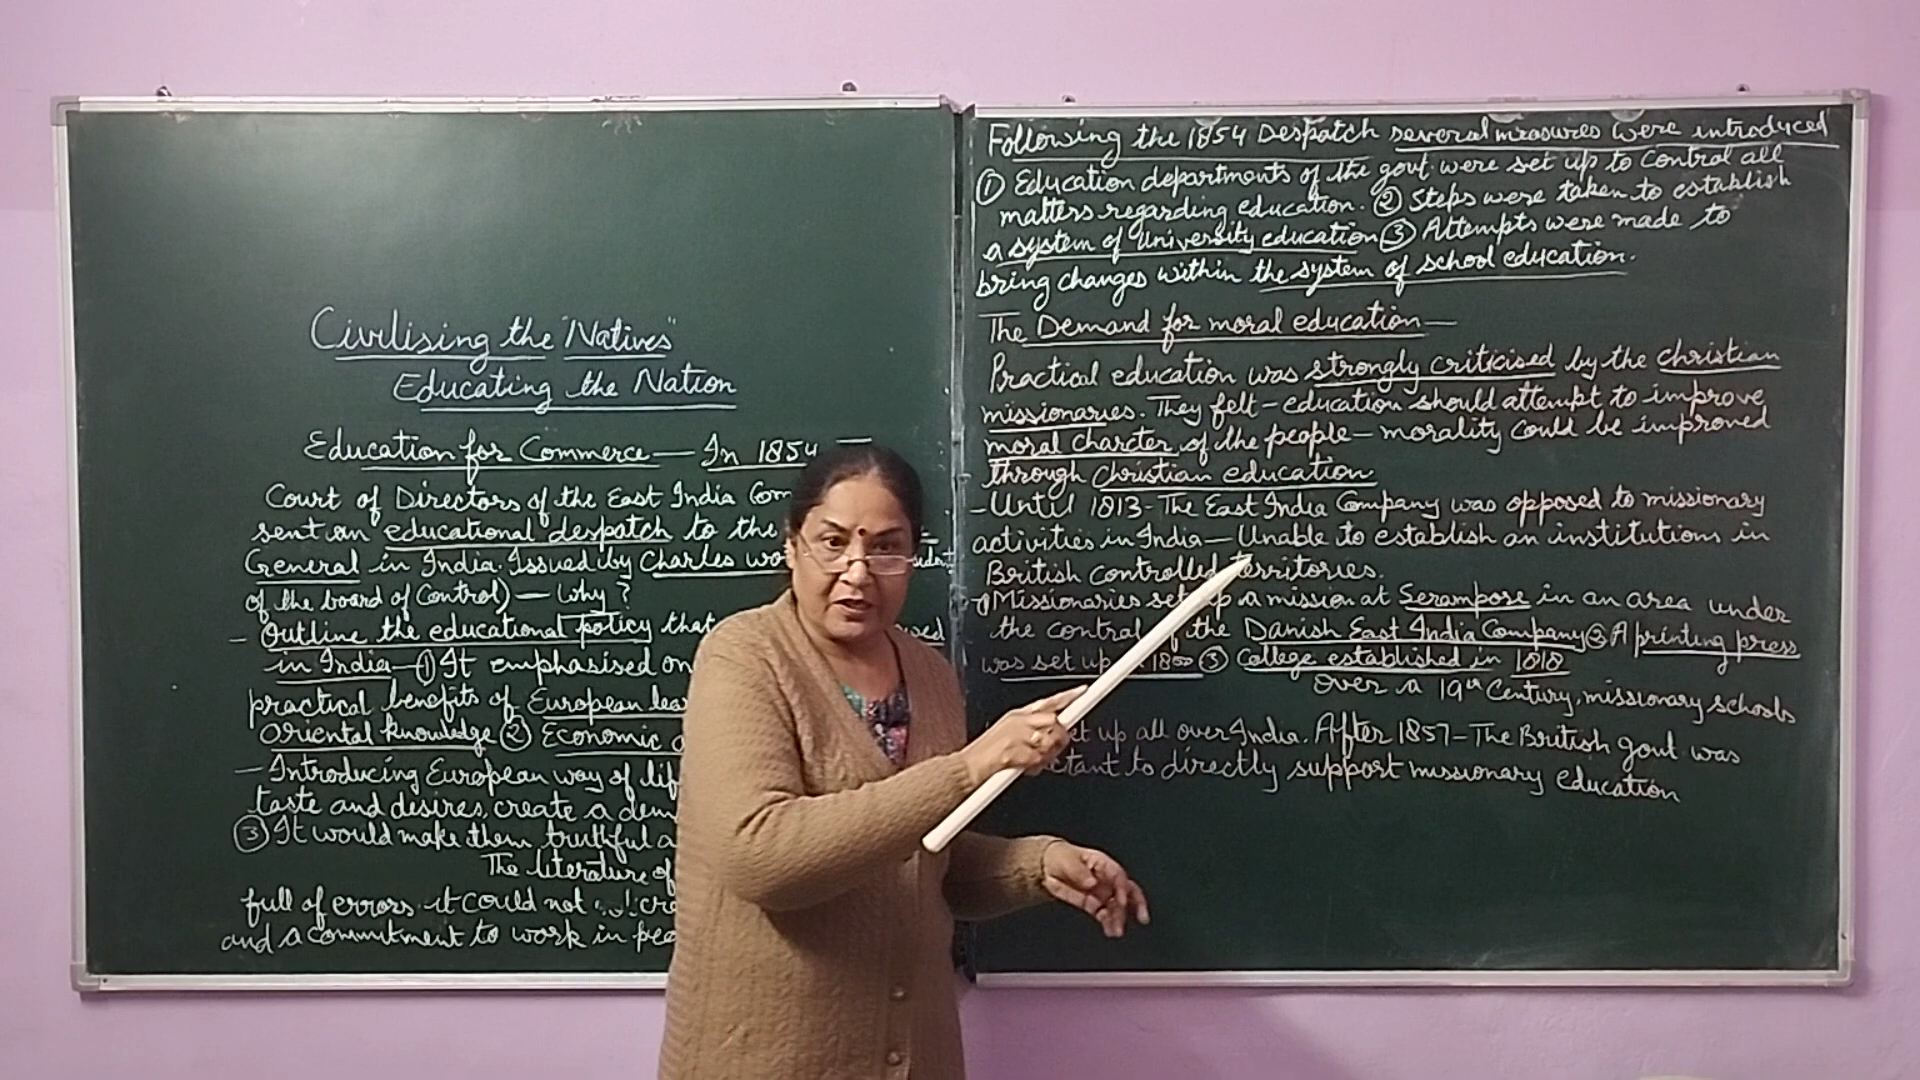 Civilising the "Natives"
Educating the Nation
Education for Commerce — In 1854 —
Court of Directors of the East India Com
sent an educational despatch to the
General in India. Issued by Charles Wo
of the board of Control) — Why?
- Outline the educational policy that
in India — ① It emphasised on
practical benefits of European lea
Oriental knowledge ② Economic
- Introducing European way of lif
taste and desires, create a dem
③ It would make them truthful a
The literature of
full of errors. it could not
and a commitment to work in peo
Following the 1854 Despatch several measures were introduced
① Education departments of the govt. were set up to control all
matters regarding education. ② Steps were taken to establish
a system of University education ③ Attempts were made to
bring changes within the system of school education.
The Demand for moral education —
Practical education was strongly criticised by the christian
missionaries. They felt - education should attempt to improve
moral charcter of the people - morality could be improved
through Christian education
- Until 1813 - The East India Company was opposed to missionary
activities in India — Unable to establish an institutions in
British controlled territories.
① Missionaries set up a mission at Serampore in an area under
the control of the Danish East India Company ② A printing press
was set up 1800 ③ College established in 1818
Over a 19th Century, missionary schools
set up all over India. After 1857 - The British govt was
ctant to directly support missionary education